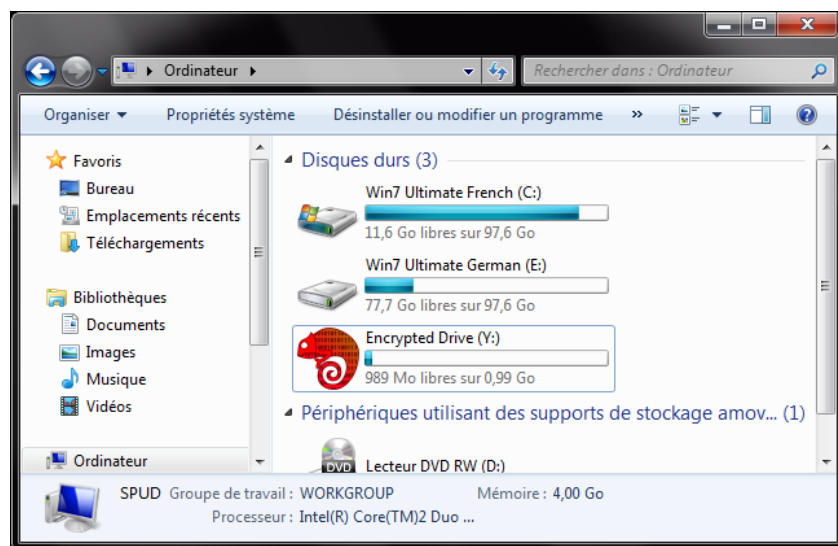 Ordinateur
Rechercher dans : Ordinateur
Organiser Propriétés système Désinstaller ou modifier un programme »
Favoris
Bureau
Emplacements récents
Téléchargements
Bibliothèques
Documents
Images
Musique
Vidéos
Ordinateur
Disques durs (3)
Win7 Ultimate French (C:)
11,6 Go libres sur 97,6 Go
Win7 Ultimate German (E:)
77,7 Go libres sur 97,6 Go
Encrypted Drive (Y:)
989 Mo libres sur 0,99 Go
Périphériques utilisant des supports de stockage amov... (1)
DVD
Lecteur DVD RW (D:)
SPUD Groupe de travail : WORKGROUP Mémoire : 4,00 Go
Processeur : Intel(R) Core(TM)2 Duo ...